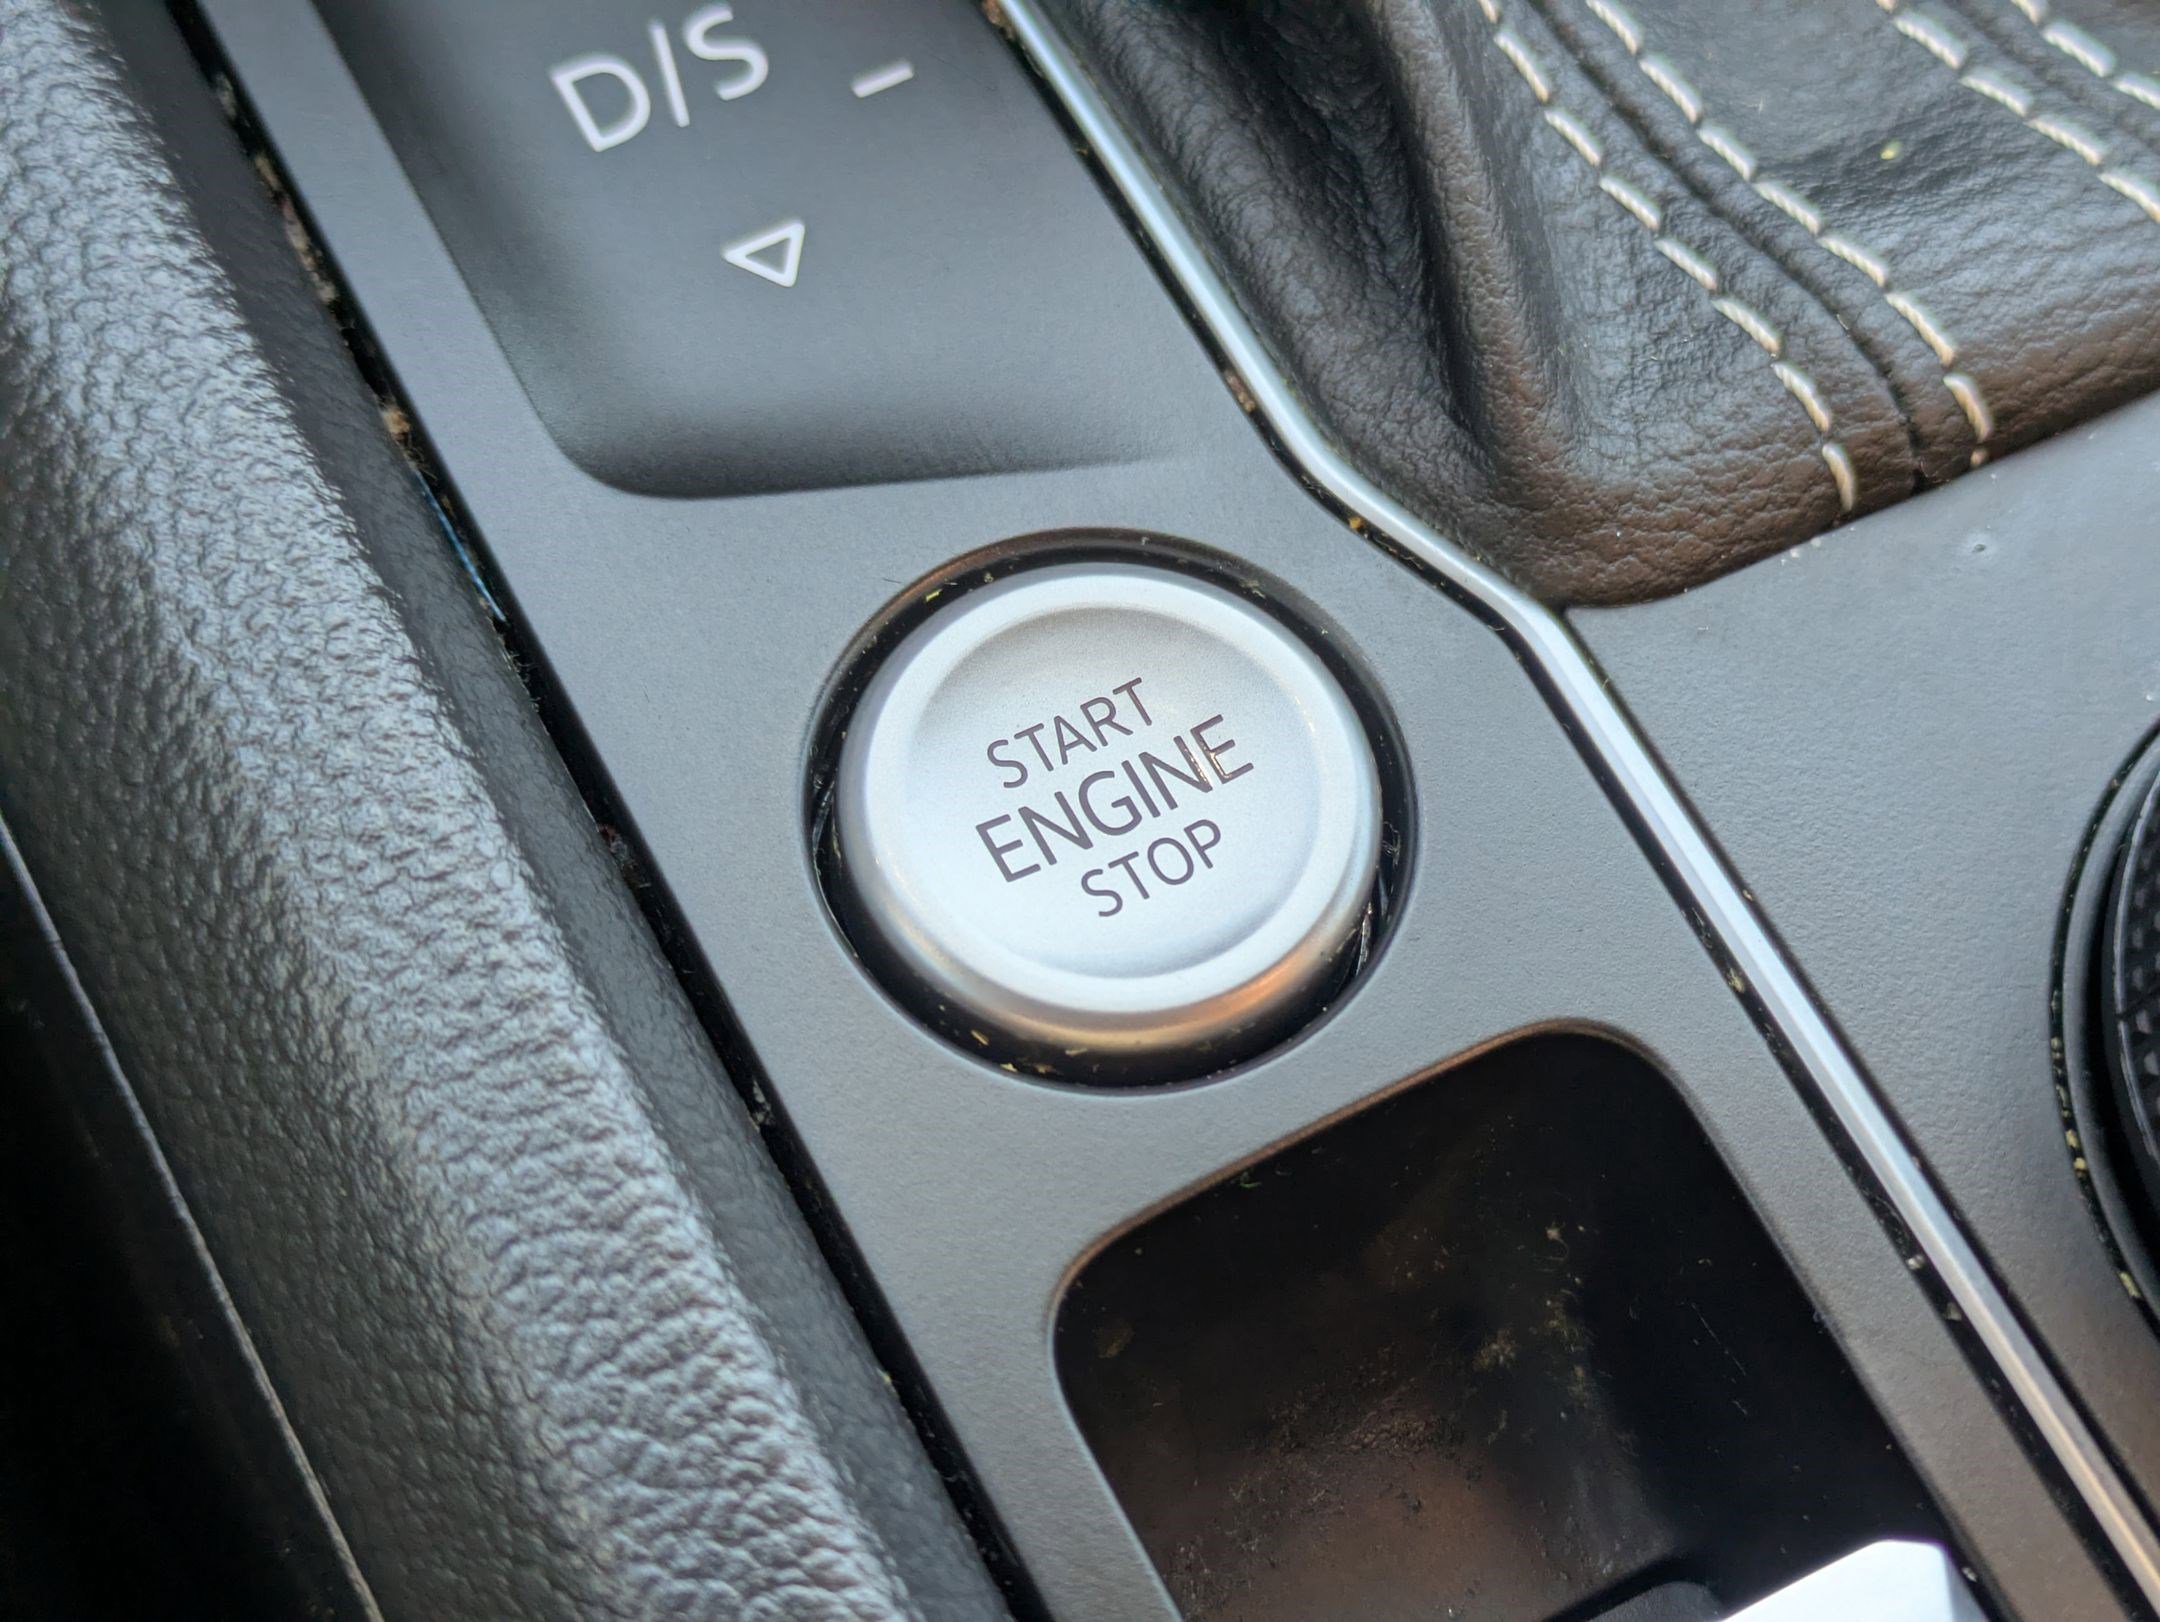 D/S –
START
ENGINE
STOP